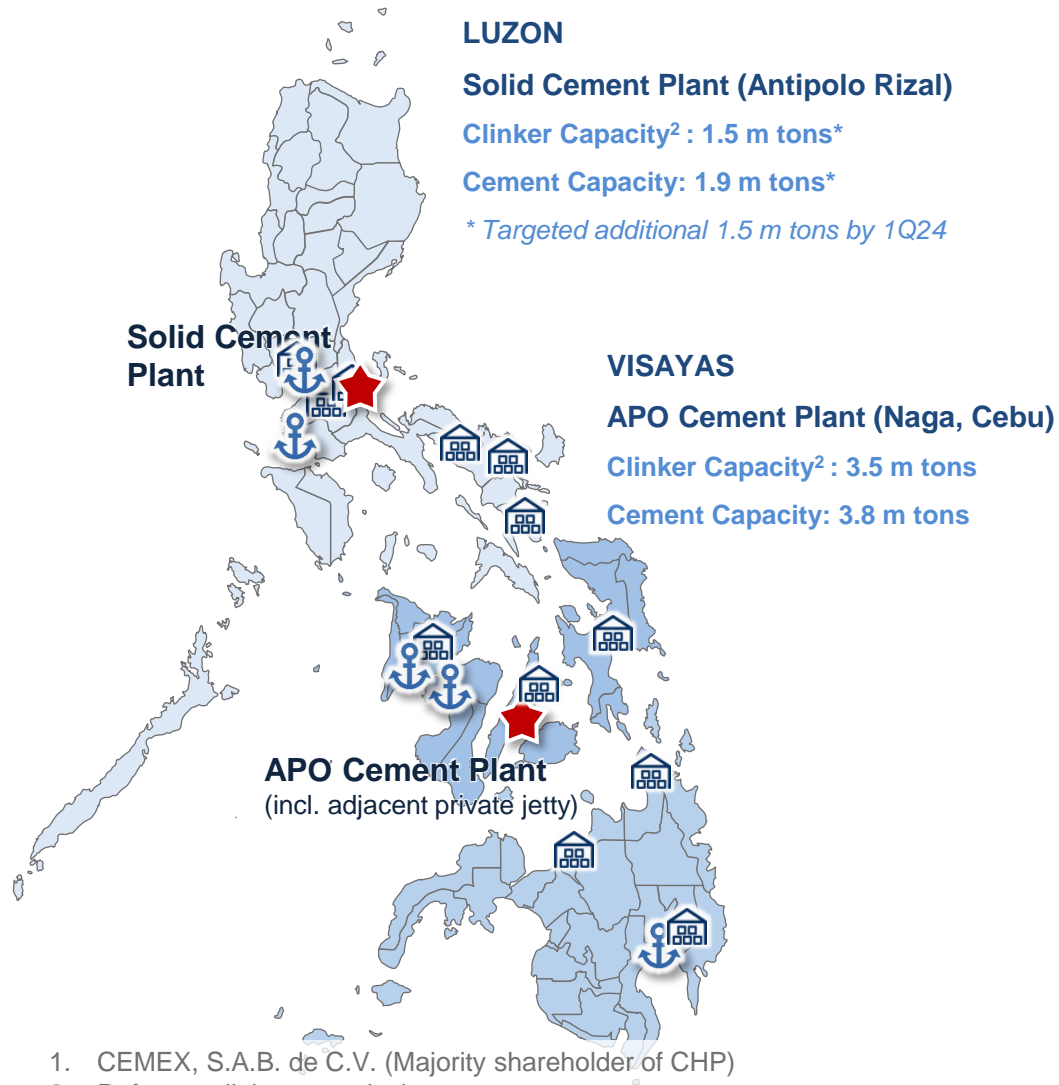 LUZON
Solid Cement Plant (Antipolo Rizal)
Clinker Capacity² : 1.5 m tons*
Cement Capacity: 1.9 m tons*
* Targeted additional 1.5 m tons by 1Q24
Solid Cement
Plant
VISAYAS
APO Cement Plant (Naga, Cebu)
Clinker Capacity² : 3.5 m tons
Cement Capacity: 3.8 m tons
APO Cement Plant
(incl. adjacent private jetty)
1. CEMEX, S.A.B. de C.V. (Majority shareholder of CHP)